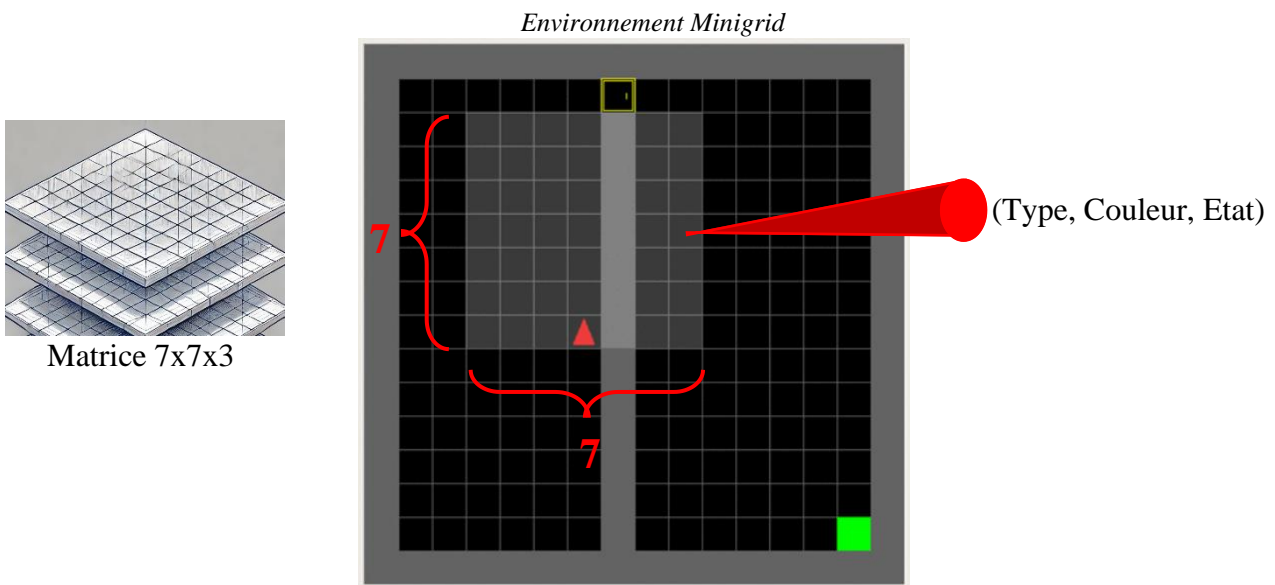 Environnement Minigrid
(Type, Couleur, Etat)
7
Matrice 7x7x3
7